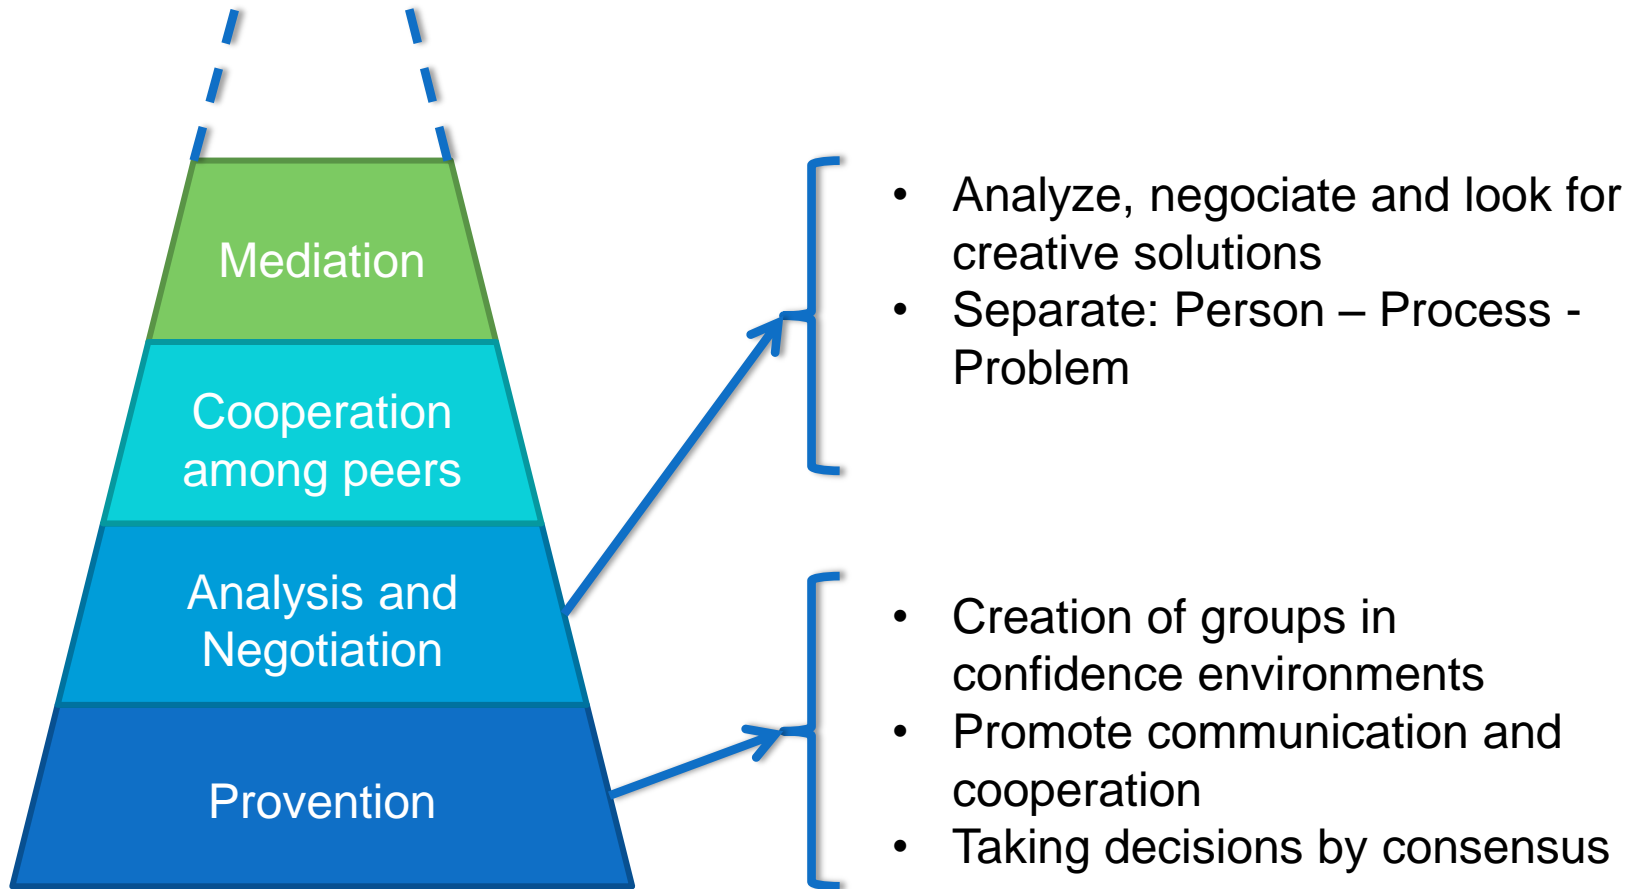 Mediation
Cooperation
among peers
Analysis and
Negotiation
Provention
• Analyze, negociate and look for
creative solutions
• Separate: Person – Process -
Problem
• Creation of groups in
confidence environments
• Promote communication and
cooperation
• Taking decisions by consensus